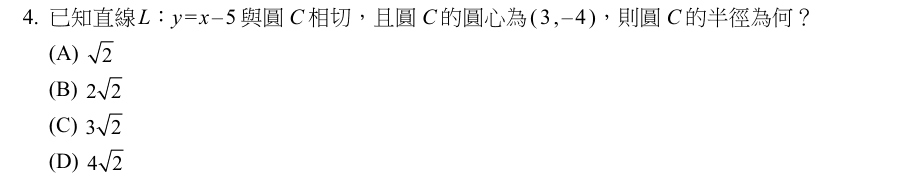 4. 已知直線L：y=x−5與圓 C相切，且圓 C的圓心為(3,−4)，則圓 C的半徑為何？
(A) √2
(B) 2√2
(C) 3√2
(D) 4√2